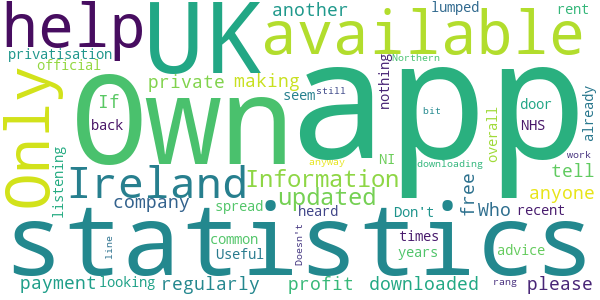 help UK available another lumped rent
privatisation official
Own app
private making nothing Northern
seem still
If back door NHS already
bit overall
Only
listening Ireland Information NI anyway downloading work
company updated free tell anyone
spread heard Don't Who recent
statistics
common times
Useful Doesn't years advice
line
payment looking regularly profit downloaded rang please